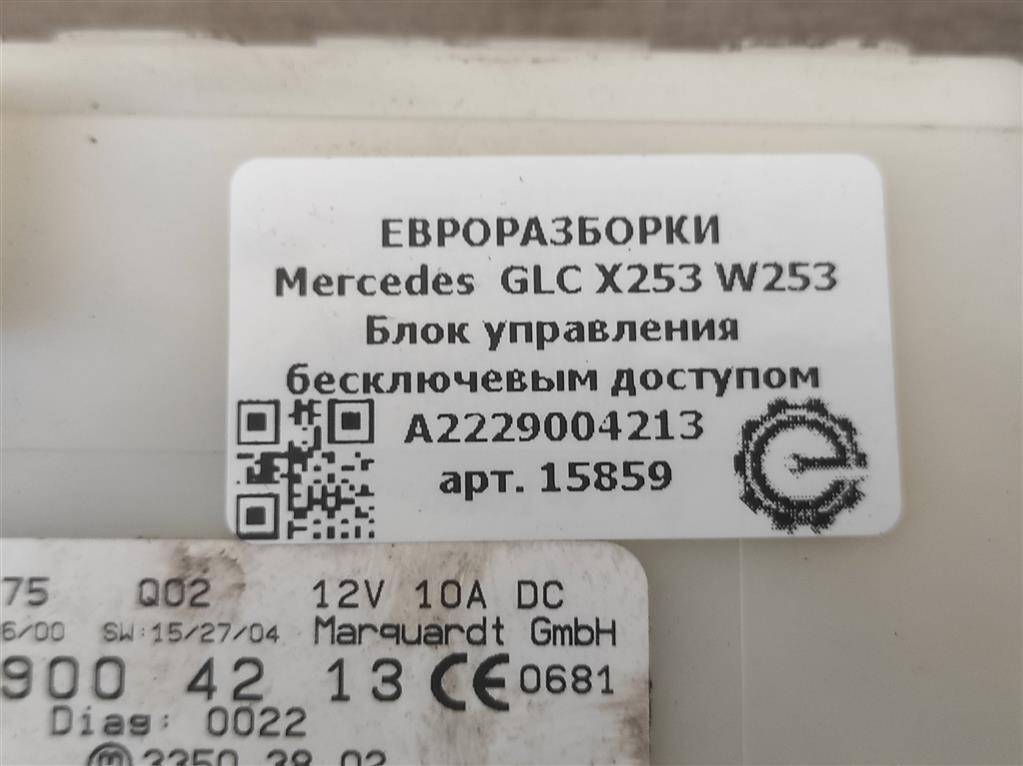 ЕВРОРАЗБОРКИ
Mercedes GLC X253 W253
Блок управления
бесключевым доступом
A2229004213
арт. 15859
75 Q02 12V 10A DC
6/00 SW:15/27/04 Marquardt GmbH
900 42 13 CE 0681
Diag: 0022